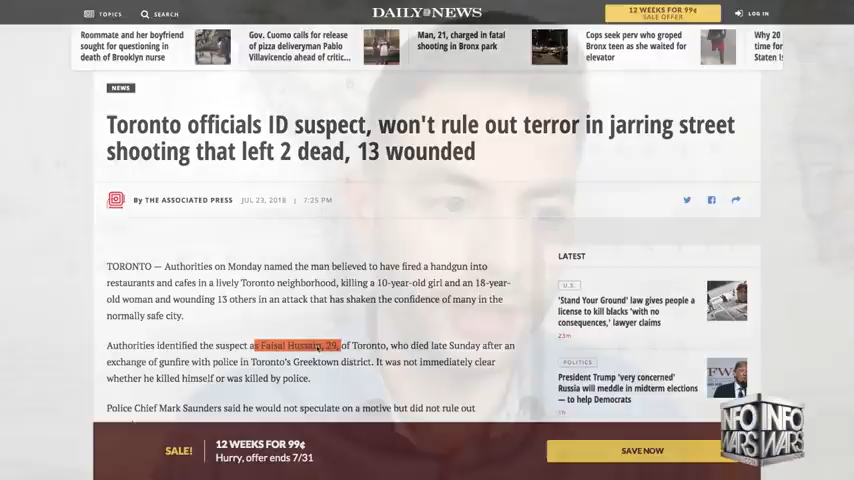 TOPICS
SEARCH
DAILY NEWS
12 WEEKS FOR 99¢
SALE OFFER
LOG IN
Roommate and her boyfriend
sought for questioning in
death of Brooklyn nurse
Gov. Cuomo calls for release
of pizza deliveryman Pablo
Villavicencio ahead of critic...
Man, 21, charged in fatal
shooting in Bronx park
Cops seek perv who groped
Bronx teen as she waited for
elevator
Why 20
time for
Staten Is
NEWS
Toronto officials ID suspect, won't rule out terror in jarring street
shooting that left 2 dead, 13 wounded
By THE ASSOCIATED PRESS JUL 23, 2018 | 7:25 PM
TORONTO — Authorities on Monday named the man believed to have fired a handgun into
restaurants and cafes in a lively Toronto neighborhood, killing a 10-year-old girl and an 18-year-
old woman and wounding 13 others in an attack that has shaken the confidence of many in the
normally safe city.
Authorities identified the suspect as Faisal Hussain, 29, of Toronto, who died late Sunday after an
exchange of gunfire with police in Toronto's Greektown district. It was not immediately clear
whether he killed himself or was killed by police.
Police Chief Mark Saunders said he would not speculate on a motive but did not rule out
LATEST
U.S.
'Stand Your Ground' law gives people a
license to kill blacks 'with no
consequences,' lawyer claims
23m
POLITICS
President Trump 'very concerned'
Russia will meddle in midterm elections
— to help Democrats
1h
SALE!
12 WEEKS FOR 99¢
Hurry, offer ends 7/31
SAVE NOW
INFO
WARS
INFO
WARS